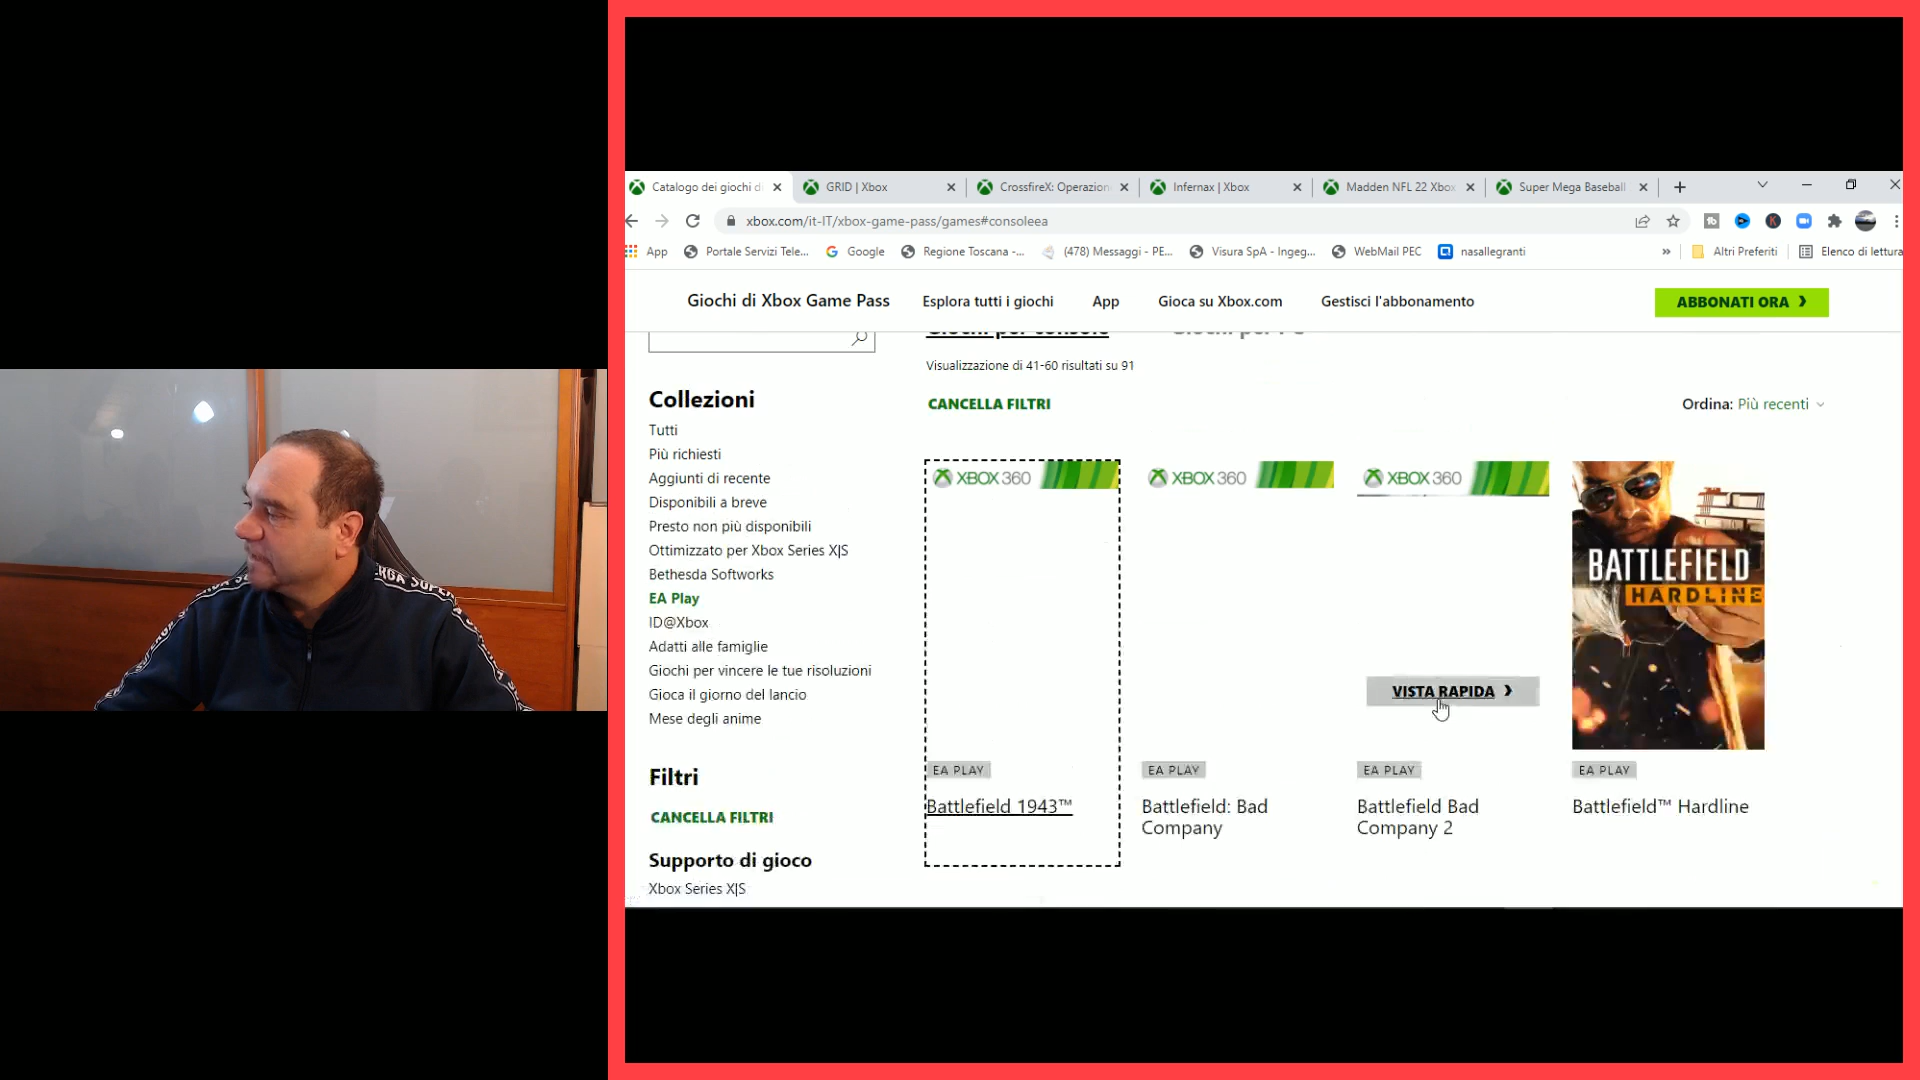 Catalogo dei giochi di
GRID | Xbox
CrossfireX: Operazion
Infernax | Xbox
Madden NFL 22 Xbox
Super Mega Baseball
xbox.com/it-IT/xbox-game-pass/games#consoleea
App
Portale Servizi Tele...
Google
Regione Toscana -...
(478) Messaggi - PE...
Visura SpA - Ingeg...
WebMail PEC
nasallegranti
»
Altri Preferiti
Elenco di lettura
Giochi di Xbox Game Pass
Esplora tutti i giochi
App
Gioca su Xbox.com
Gestisci l'abbonamento
ABBONATI ORA
Giochi per console
Giochi per PC
Visualizzazione di 41-60 risultati su 91
CANCELLA FILTRI
Ordina: Più recenti
Collezioni
Tutti
Più richiesti
Aggiunti di recente
Disponibili a breve
Presto non più disponibili
Ottimizzato per Xbox Series X|S
Bethesda Softworks
EA Play
ID@Xbox
Adatti alle famiglie
Giochi per vincere le tue risoluzioni
Gioca il giorno del lancio
Mese degli anime
Filtri
CANCELLA FILTRI
Supporto di gioco
Xbox Series X|S
XBOX 360
EA PLAY
Battlefield 1943™
XBOX 360
EA PLAY
Battlefield: Bad
Company
XBOX 360
VISTA RAPIDA
EA PLAY
Battlefield Bad
Company 2
BATTLEFIELD
HARDLINE
EA PLAY
Battlefield™ Hardline